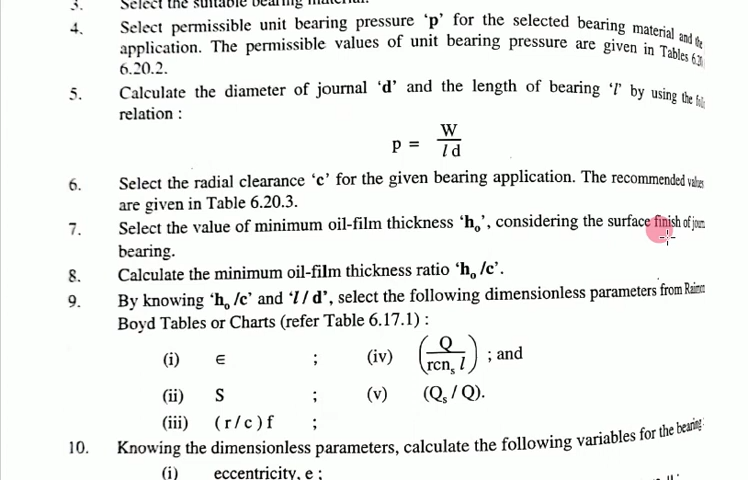 3. Select the suitable bearing material.
4. Select permissible unit bearing pressure ‘p’ for the selected bearing material and the
application. The permissible values of unit bearing pressure are given in Tables
6.20.2.
5. Calculate the diameter of journal ‘d’ and the length of bearing ‘l’ by using the
relation :
p = W / l d
6. Select the radial clearance ‘c’ for the given bearing application. The recommended values
are given in Table 6.20.3.
7. Select the value of minimum oil-film thickness ‘hₒ’, considering the surface finish of
bearing.
8. Calculate the minimum oil-film thickness ratio ‘hₒ /c’.
9. By knowing ‘hₒ /c’ and ‘l / d’, select the following dimensionless parameters from
Boyd Tables or Charts (refer Table 6.17.1) :
(i) ∈ ; (iv) (Q / rcnₛ l) ; and
(ii) S ; (v) (Qₛ / Q).
(iii) (r/c) f ;
10. Knowing the dimensionless parameters, calculate the following variables for the bearing
(i) eccentricity, e ;